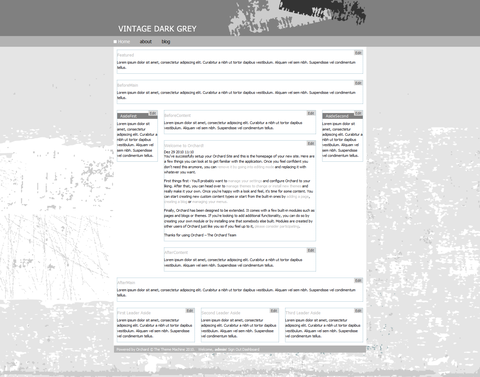 VINTAGE DARK GREY
Home about blog
Edit
Featured
Lorem ipsum dolor sit amet, consectetur adipiscing elit. Curabitur a nibh ut tortor dapibus vestibulum. Aliquam vel sem nibh. Suspendisse vel condimentum
tellus.
Edit
BeforeMain
Lorem ipsum dolor sit amet, consectetur adipiscing elit. Curabitur a nibh ut tortor dapibus vestibulum. Aliquam vel sem nibh. Suspendisse vel condimentum
tellus.
Edit
AsideFirst
Lorem ipsum dolor sit
amet, consectetur
adipiscing elit. Curabitur
a nibh ut tortor dapibus
vestibulum. Aliquam vel
sem nibh. Suspendisse
vel condimentum tellus.
Edit
BeforeContent
Lorem ipsum dolor sit amet, consectetur adipiscing elit. Curabitur a nibh ut tortor
dapibus vestibulum. Aliquam vel sem nibh. Suspendisse vel condimentum tellus.
Edit
Welcome to Orchard!
Dec 29 2010 11:10
You've successfully setup your Orchard Site and this is the homepage of your new site. Here are
a few things you can look at to get familiar with the application. Once you feel confident you
don't need this anymore, you can remove it by going into editing mode and replacing it with
whatever you want.
First things first - You'll probably want to manage your settings and configure Orchard to your
liking. After that, you can head over to manage themes to change or install new themes and
really make it your own. Once you're happy with a look and feel, it's time for some content. You
can start creating new custom content types or start from the built-in ones by adding a page,
creating a blog or managing your menus.
Finally, Orchard has been designed to be extended. It comes with a few built-in modules such as
pages and blogs or themes. If you're looking to add additional functionality, you can do so by
creating your own module or by installing one that somebody else built. Modules are created by
other users of Orchard just like you so if you feel up to it, please consider participating.
Thanks for using Orchard – The Orchard Team
Edit
AfterContent
Lorem ipsum dolor sit amet, consectetur adipiscing elit. Curabitur a nibh ut tortor
dapibus vestibulum. Aliquam vel sem nibh. Suspendisse vel condimentum tellus.
Edit
AsideSecond
Lorem ipsum dolor sit
amet, consectetur
adipiscing elit. Curabitur
a nibh ut tortor dapibus
vestibulum. Aliquam vel
sem nibh. Suspendisse
vel condimentum tellus.
Edit
AfterMain
Lorem ipsum dolor sit amet, consectetur adipiscing elit. Curabitur a nibh ut tortor dapibus vestibulum. Aliquam vel sem nibh. Suspendisse vel condimentum
tellus.
Edit
First Leader Aside
Lorem ipsum dolor sit amet, consectetur
adipiscing elit. Curabitur a nibh ut tortor dapibus
vestibulum. Aliquam vel sem nibh. Suspendisse vel
condimentum tellus.
Edit
Second Leader Aside
Lorem ipsum dolor sit amet, consectetur
adipiscing elit. Curabitur a nibh ut tortor dapibus
vestibulum. Aliquam vel sem nibh. Suspendisse vel
condimentum tellus.
Edit
Third Leader Aside
Lorem ipsum dolor sit amet, consectetur
adipiscing elit. Curabitur a nibh ut tortor dapibus
vestibulum. Aliquam vel sem nibh. Suspendisse vel
condimentum tellus.
Powered by Orchard © The Theme Machine 2010. Welcome, Sign Out Dashboard